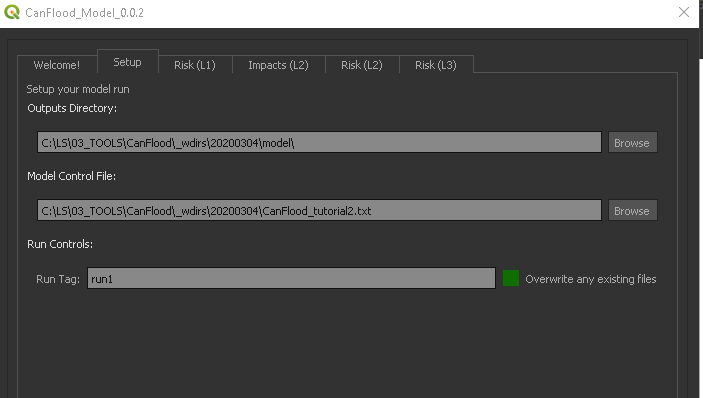 CanFlood_Model_0.0.2
Welcome! Setup Risk (L1) Impacts (L2) Risk (L2) Risk (L3)
Setup your model run
Outputs Directory:
C:\LS\03_TOOLS\CanFlood\_wdirs\20200304\model\ Browse
Model Control File:
C:\LS\03_TOOLS\CanFlood\_wdirs\20200304\CanFlood_tutorial2.txt Browse
Run Controls:
Run Tag: run1 Overwrite any existing files